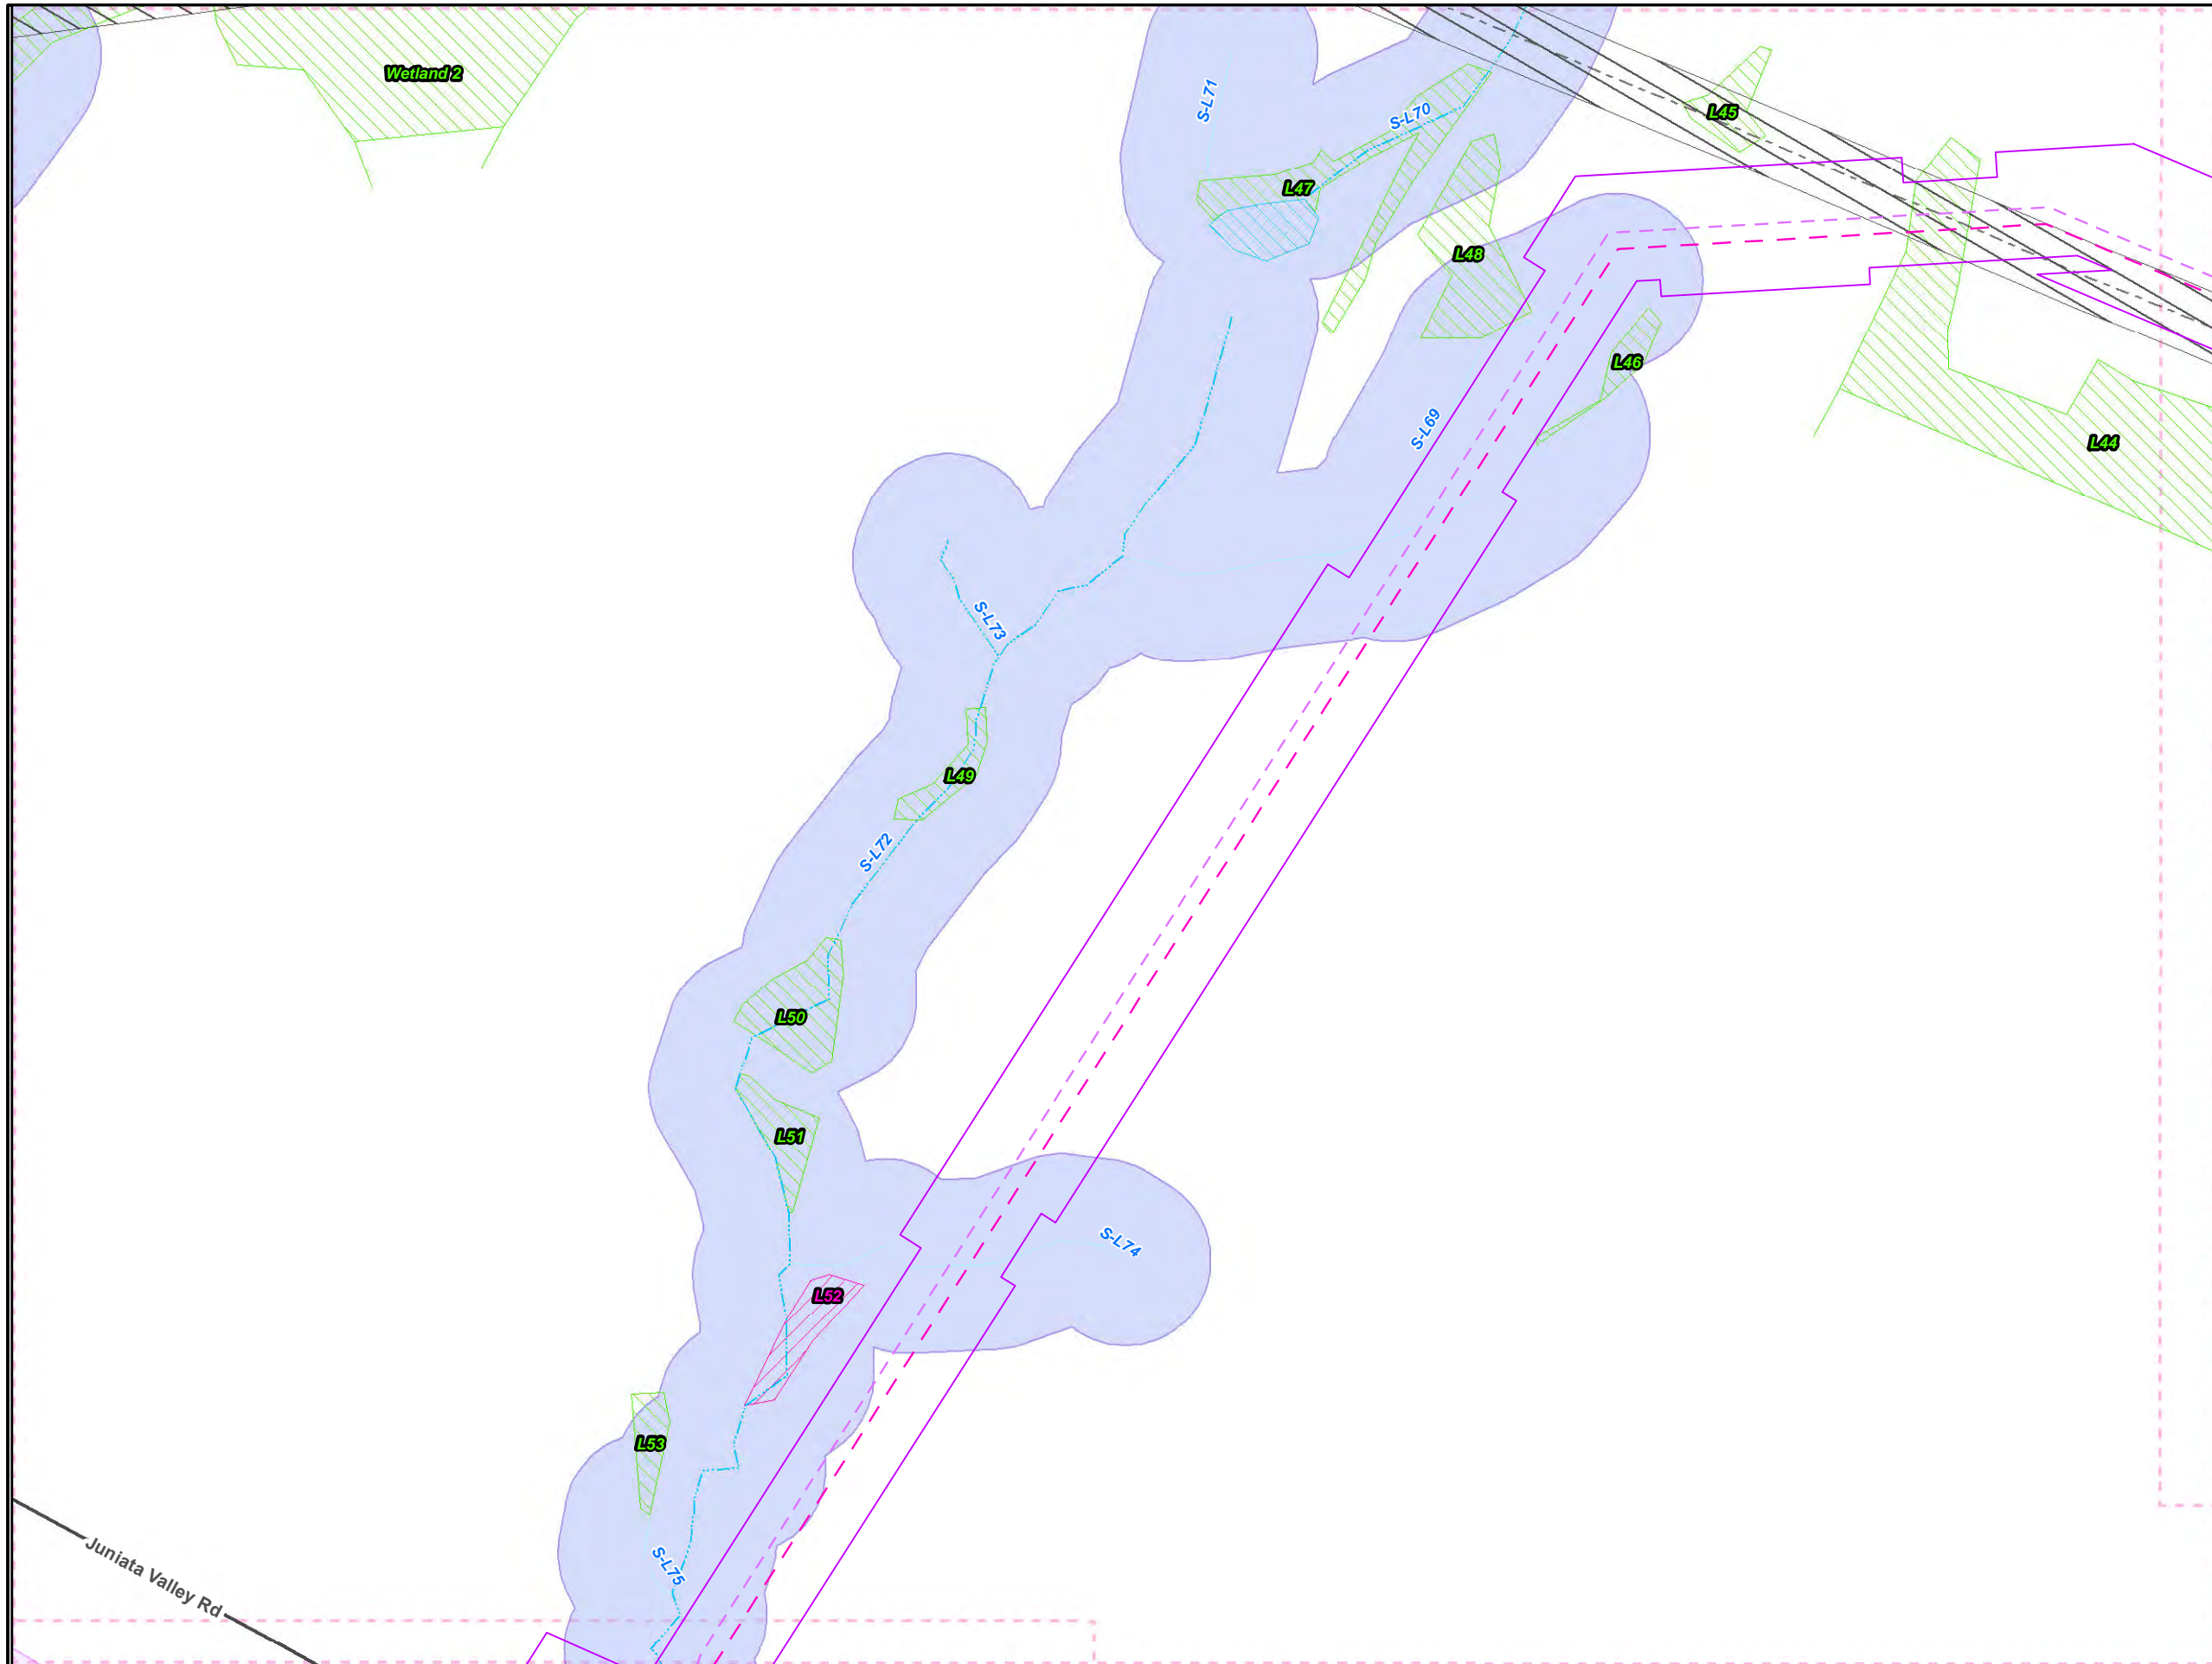 Wetland 2
S-L71
S-L70
L45
L47
L48
L46
S-L69
L44
S-L73
L49
S-L72
L50
L51
S-L74
L52
L53
S-L75
Juniata Valley Rd